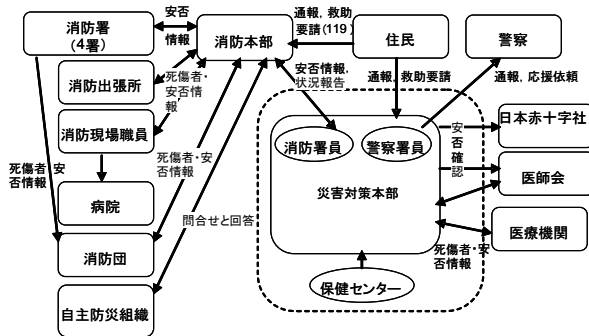 消防署
(4署)
安否
情報
消防本部
通報,救助
要請(119)
住民
警察
消防出張所
死傷者・
安否情
報
安否情報,
状況報告
通報,救助要請
通報,応援依頼
消防現場職員
消防署員
警察署員
安
否
確
認
日本赤十字社
死傷者・安
否情報
死傷者・安
否情報
災害対策本部
医師会
病院
問合せと回答
医療機関
消防団
死傷者・安
否情報
保健センター
自主防災組織